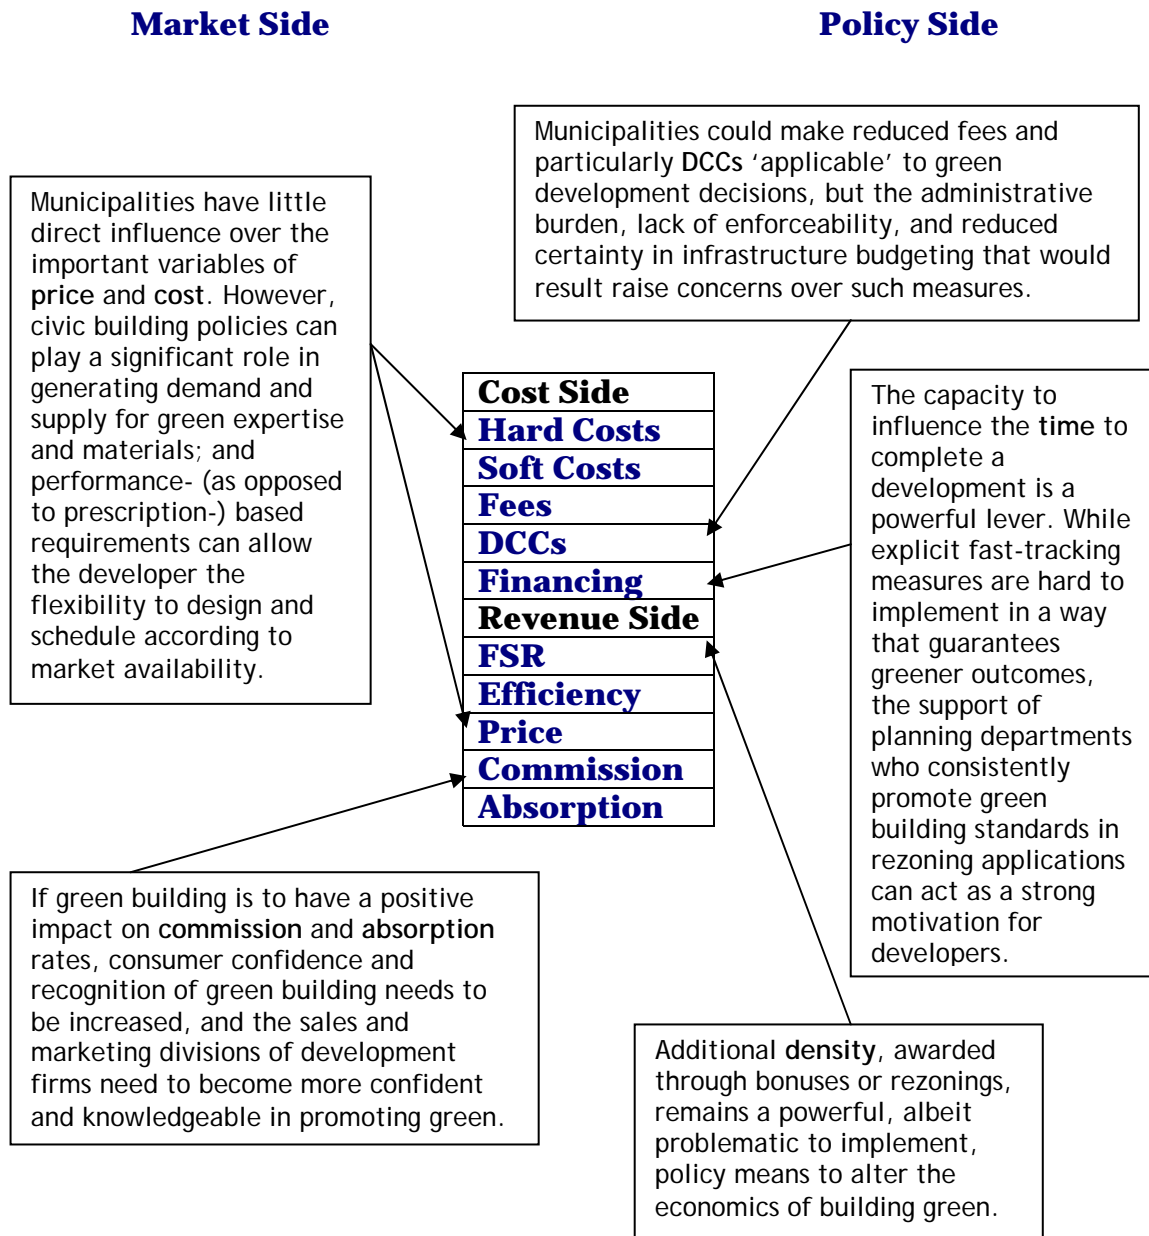 Market Side
Policy Side
Municipalities could make reduced fees and
particularly DCCs ‘applicable’ to green
development decisions, but the administrative
burden, lack of enforceability, and reduced
certainty in infrastructure budgeting that would
result raise concerns over such measures.
Municipalities have little
direct influence over the
important variables of
price and cost. However,
civic building policies can
play a significant role in
generating demand and
supply for green expertise
and materials; and
performance- (as opposed
to prescription-) based
requirements can allow
the developer the
flexibility to design and
schedule according to
market availability.
Cost Side
Hard Costs
Soft Costs
Fees
DCCs
Financing
Revenue Side
FSR
Efficiency
Price
Commission
Absorption
The capacity to
influence the time to
complete a
development is a
powerful lever. While
explicit fast-tracking
measures are hard to
implement in a way
that guarantees
greener outcomes,
the support of
planning departments
who consistently
promote green
building standards in
rezoning applications
can act as a strong
motivation for
developers.
If green building is to have a positive
impact on commission and absorption
rates, consumer confidence and
recognition of green building needs to
be increased, and the sales and
marketing divisions of development
firms need to become more confident
and knowledgeable in promoting green.
Additional density, awarded
through bonuses or rezonings,
remains a powerful, albeit
problematic to implement,
policy means to alter the
economics of building green.